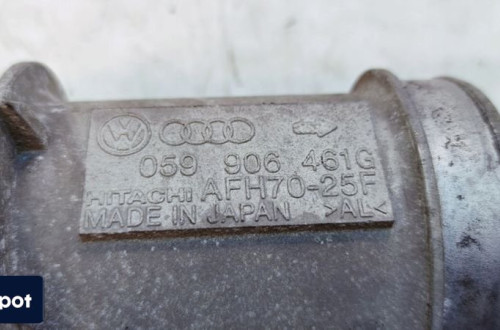 059 906 461G
HITACHI AFH70-25F
MADE IN JAPAN >AL<
pot